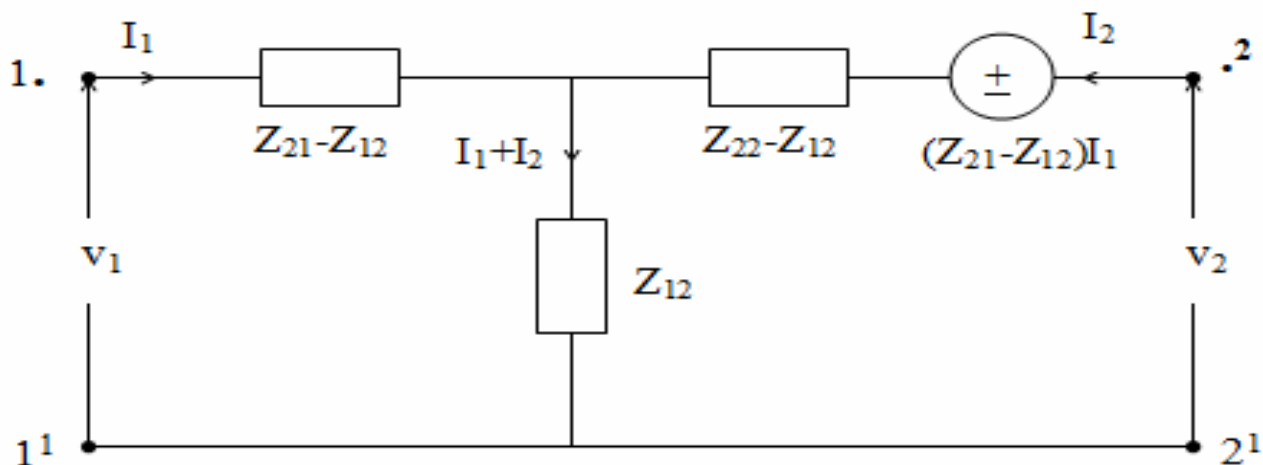 I₁ I₂
1. .²
±
Z₂₁-Z₁₂ I₁+I₂ Z₂₂-Z₁₂ (Z₂₁-Z₁₂)I₁
v₁ Z₁₂ v₂
1¹ 2¹